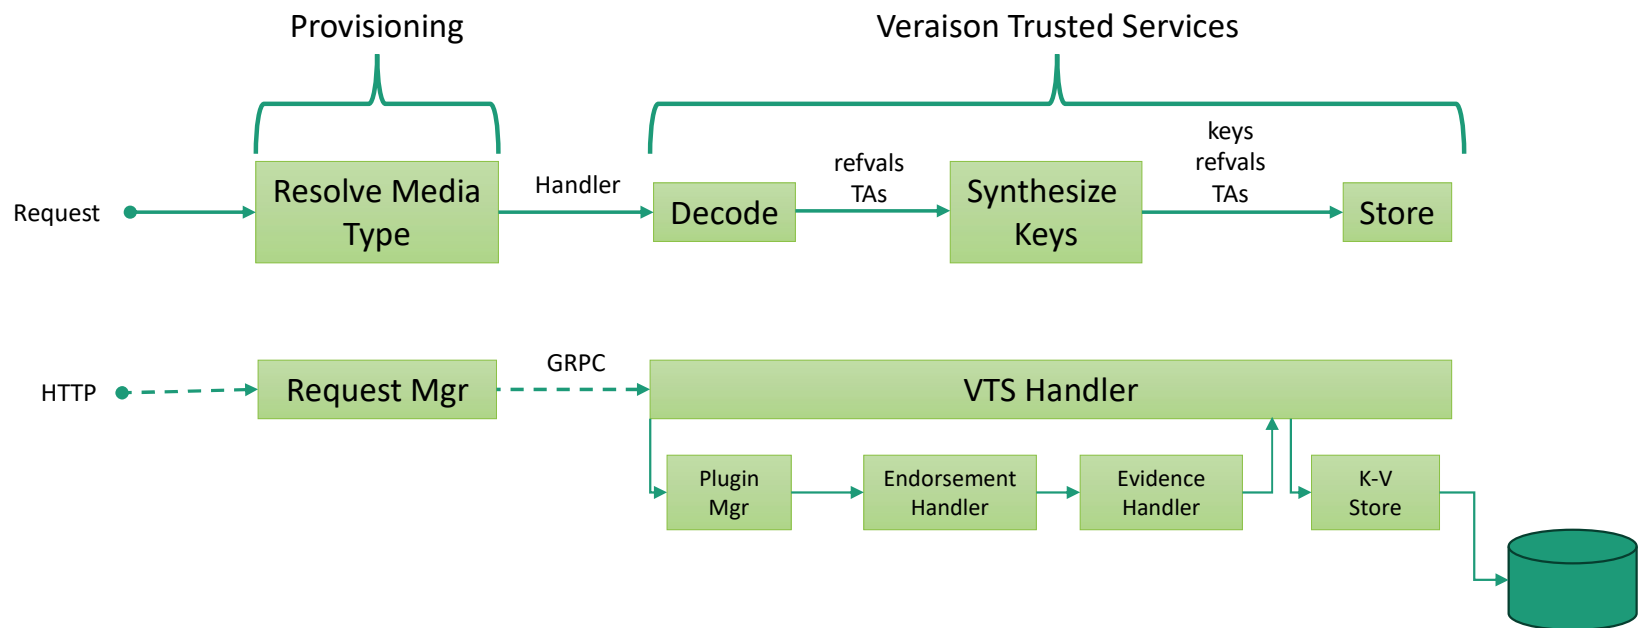 Provisioning
Veraison Trusted Services
Request
Resolve Media
Type
Handler
Decode
refvals
TAs
Synthesize
Keys
keys
refvals
TAs
Store
HTTP
Request Mgr
GRPC
VTS Handler
Plugin
Mgr
Endorsement
Handler
Evidence
Handler
K-V
Store